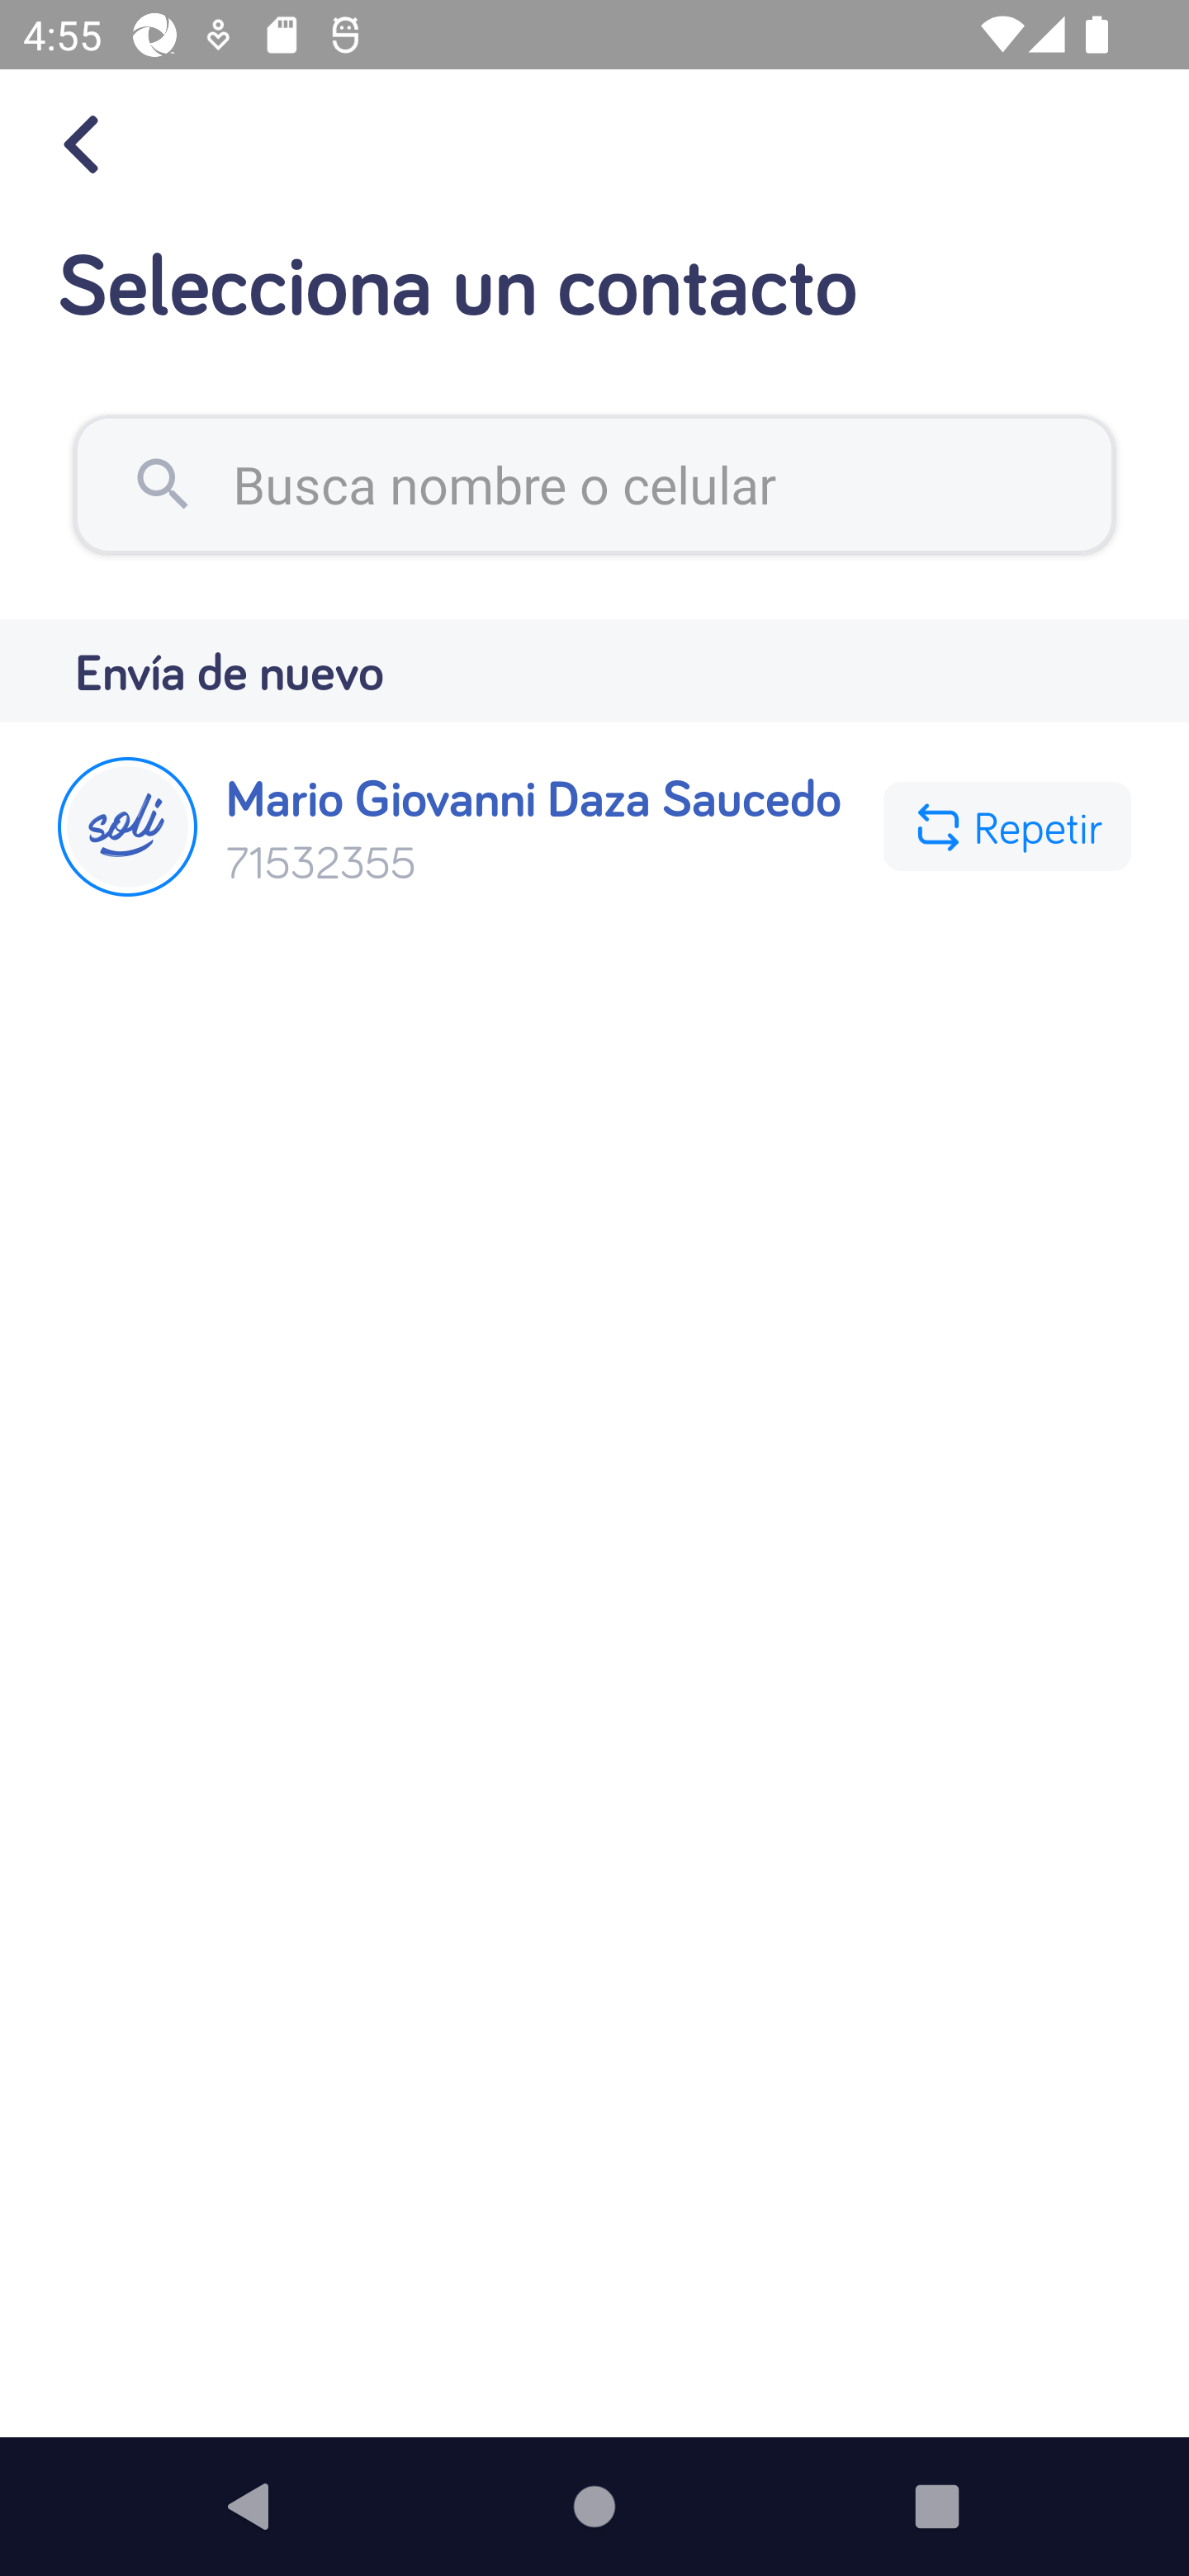 4:55
Selecciona un contacto
Busca nombre o celular
Envía de nuevo
soli
Mario Giovanni Daza Saucedo
71532355
Repetir